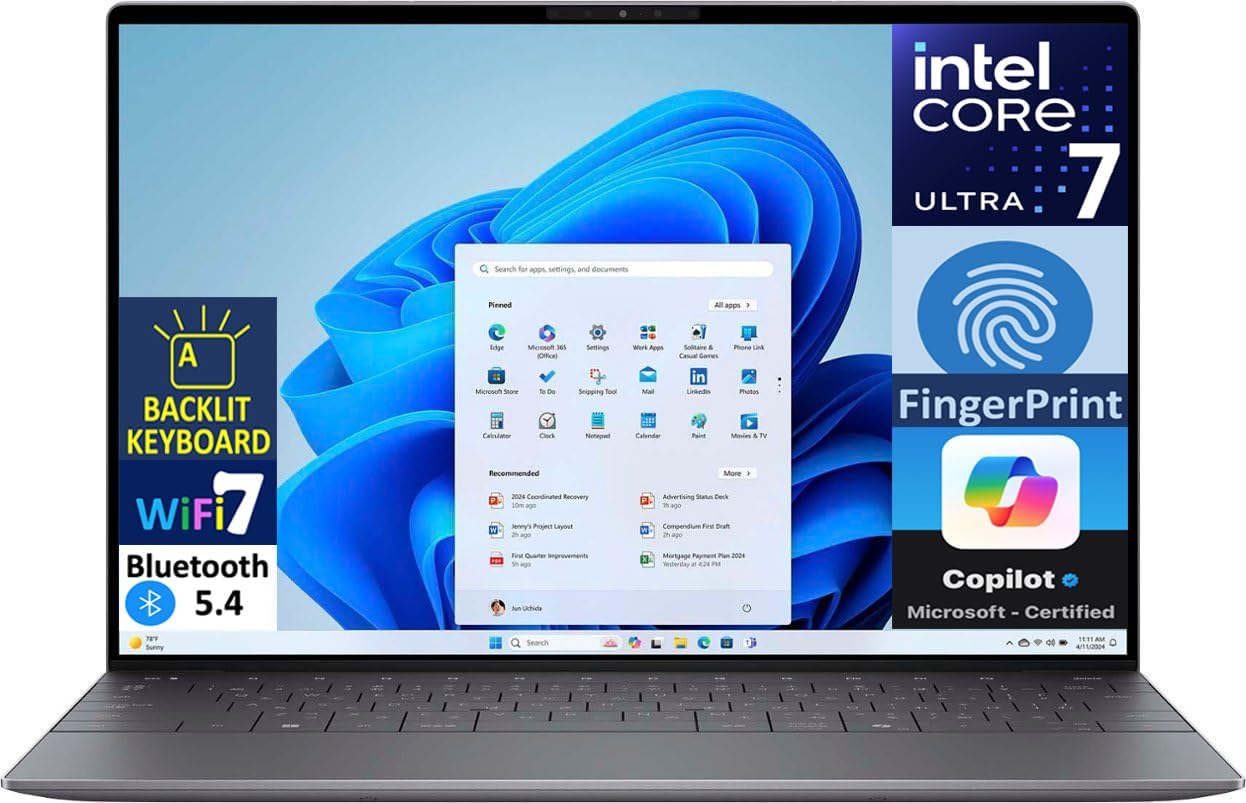 intel
CORE
ULTRA 7
FingerPrint
Copilot
Microsoft - Certified
A
BACKLIT
KEYBOARD
WiFi7
Bluetooth
5.4
Search for apps, settings, and documents
Pinned
All apps >
Edge
Microsoft 365
(Office)
Settings
Work Apps
Solitaire &
Casual Games
Phone Link
Microsoft Store
To Do
Snipping Tool
Mail
LinkedIn
Photos
Calculator
Clock
Notepad
Calendar
Paint
Movies & TV
Recommended
More >
2024 Coordinated Recovery
10m ago
Advertising Status Deck
1h ago
Jenny's Project Layout
2h ago
Compendium First Draft
2h ago
First Quarter Improvements
5h ago
Mortgage Payment Plan 2024
Yesterday at 4:24 PM
Jun Uchida
78°F
Sunny
Search
11:11 AM
4/11/2024